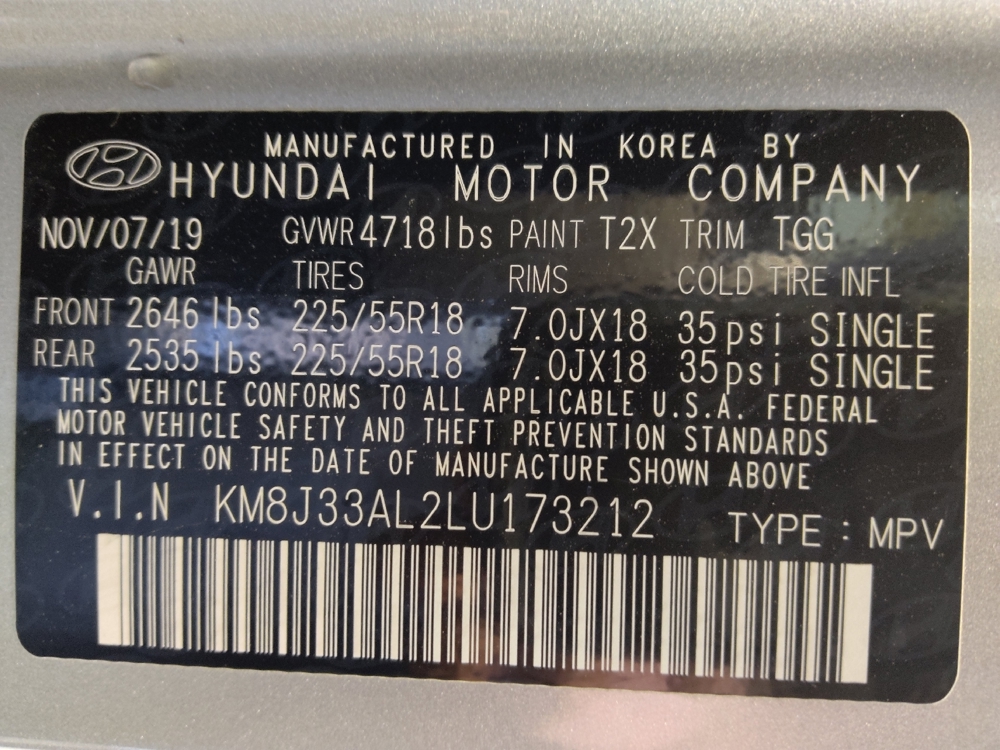 MANUFACTURED IN KOREA BY
HYUNDAI MOTOR COMPANY
NOV/07/19 GVWR 4718lbs PAINT T2X TRIM TGG
GAWR TIRES RIMS COLD TIRE INFL
FRONT 2646 lbs 225/55R18 7.0JX18 35psi SINGLE
REAR 2535 lbs 225/55R18 7.0JX18 35psi SINGLE
THIS VEHICLE CONFORMS TO ALL APPLICABLE U.S.A. FEDERAL
MOTOR VEHICLE SAFETY AND THEFT PREVENTION STANDARDS
IN EFFECT ON THE DATE OF MANUFACTURE SHOWN ABOVE
V.I.N KM8J33AL2LU173212 TYPE : MPV